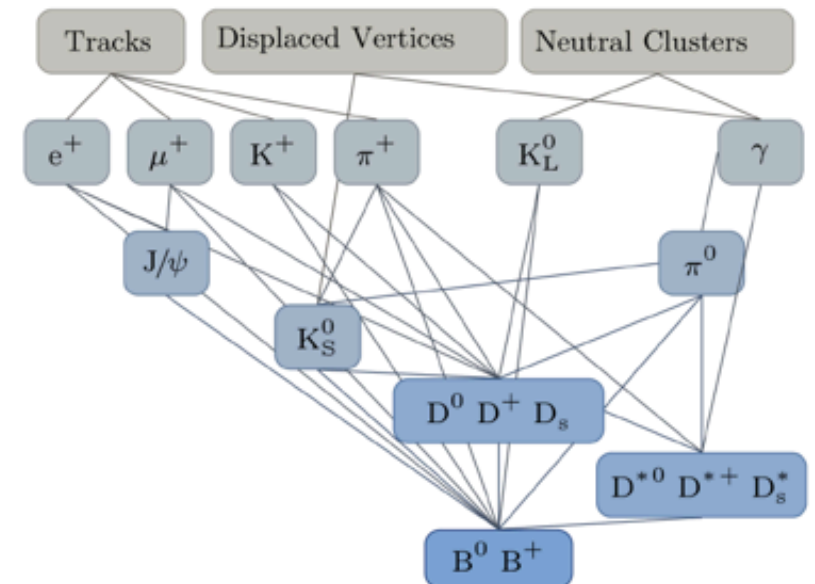 Tracks Displaced Vertices Neutral Clusters
e⁺ μ⁺ K⁺ π⁺ K⁰_L γ
J/ψ π⁰
K⁰_S
D⁰ D⁺ D_s
D*⁰ D*⁺ D*_s
B⁰ B⁺